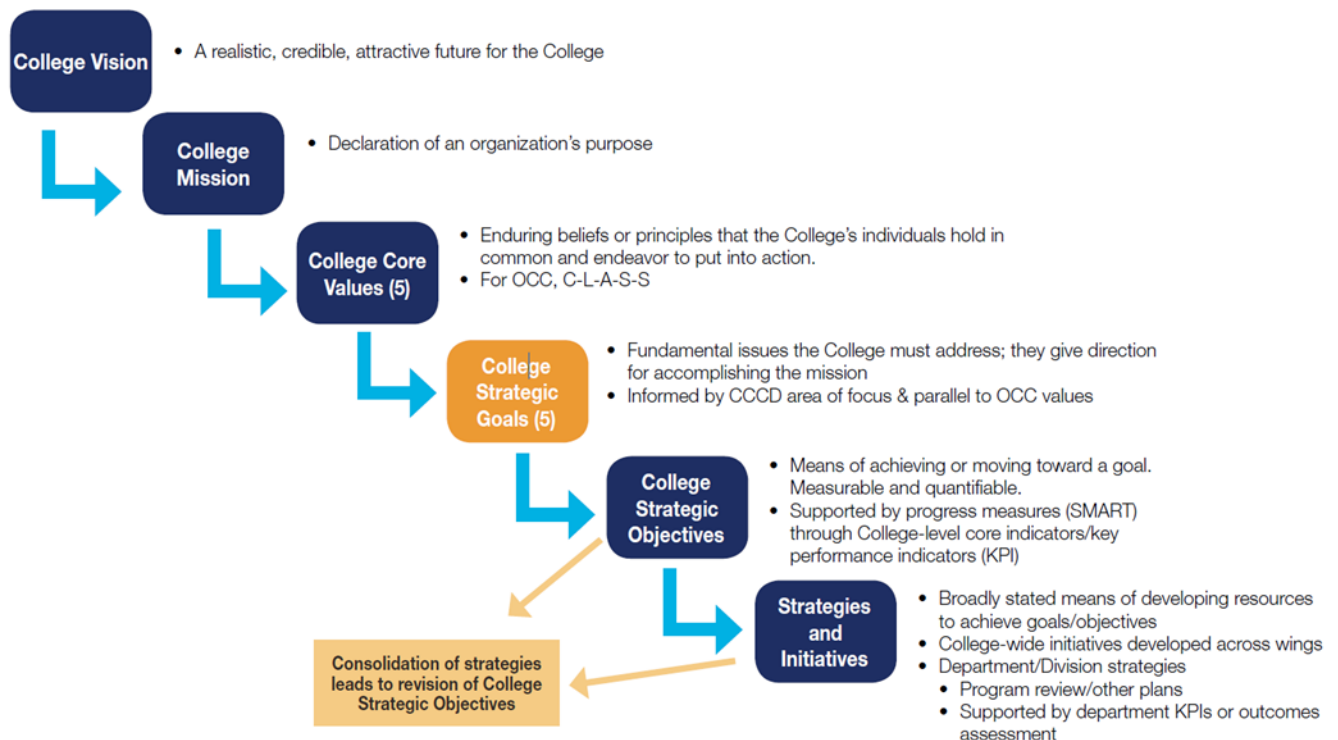 College Vision
• A realistic, credible, attractive future for the College
College
Mission
• Declaration of an organization's purpose
College Core
Values (5)
• Enduring beliefs or principles that the College's individuals hold in
common and endeavor to put into action.
• For OCC, C-L-A-S-S
College
Strategic
Goals (5)
• Fundamental issues the College must address; they give direction
for accomplishing the mission
• Informed by CCCD area of focus & parallel to OCC values
College
Strategic
Objectives
• Means of achieving or moving toward a goal.
Measurable and quantifiable.
• Supported by progress measures (SMART)
through College-level core indicators/key
performance indicators (KPI)
Strategies
and
Initiatives
• Broadly stated means of developing resources
to achieve goals/objectives
• College-wide initiatives developed across wings
• Department/Division strategies
• Program review/other plans
• Supported by department KPIs or outcomes
assessment
Consolidation of strategies
leads to revision of College
Strategic Objectives